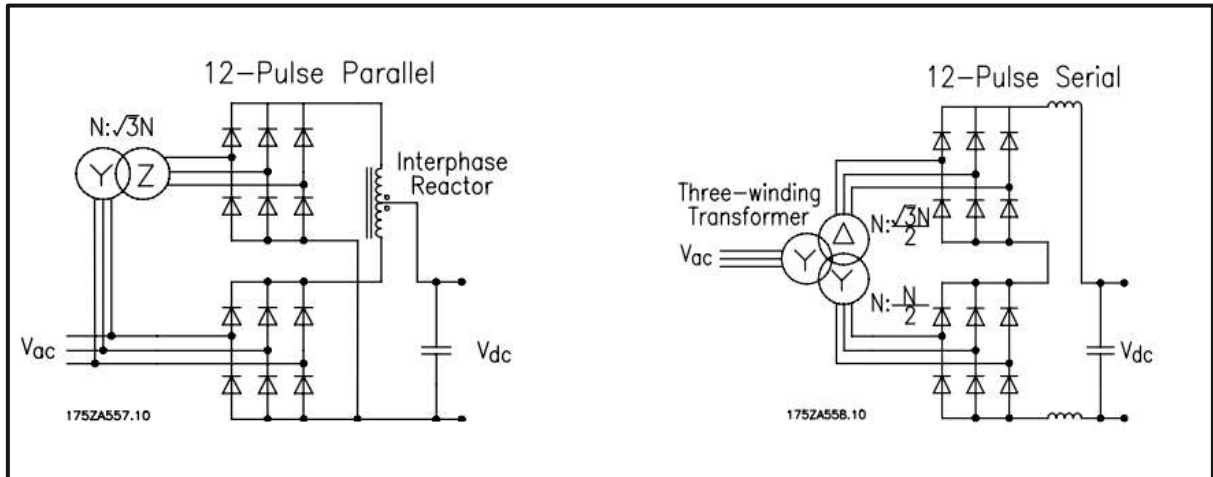 12-Pulse Parallel
N:√3N
Y Z
Interphase
Reactor
Vac
Vdc
175ZA557.10
12-Pulse Serial
Three-winding
Transformer
N:√3N/2
Δ
Y
Y
Vac
N:N/2
Vdc
175ZA558.10